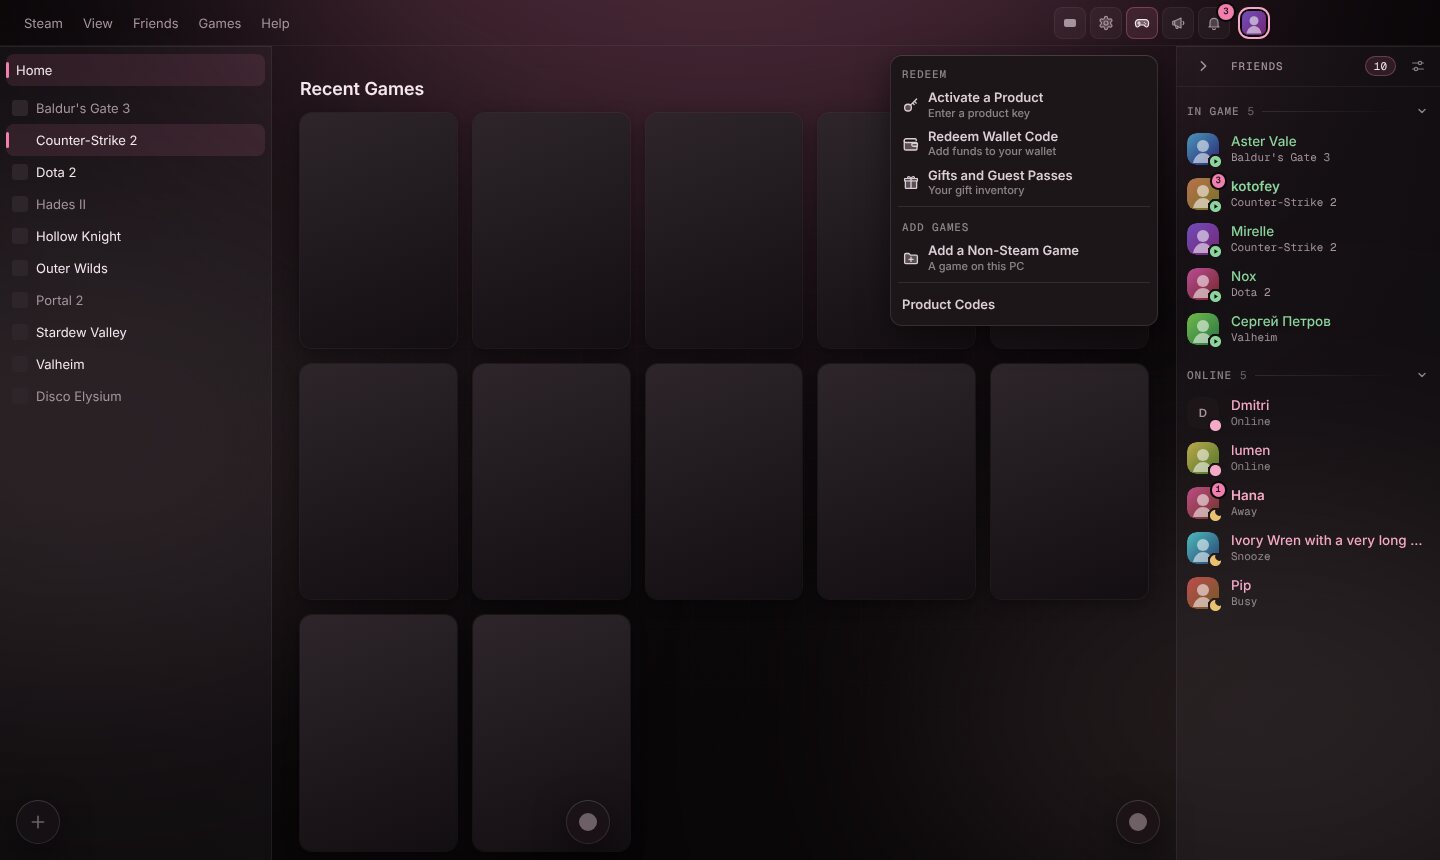 Steam
View
Friends
Games
Help
3
Home
Baldur's Gate 3
Counter-Strike 2
Dota 2
Hades II
Hollow Knight
Outer Wilds
Portal 2
Stardew Valley
Valheim
Disco Elysium
Recent Games
REDEEM
Activate a Product
Enter a product key
Redeem Wallet Code
Add funds to your wallet
Gifts and Guest Passes
Your gift inventory
ADD GAMES
Add a Non-Steam Game
A game on this PC
Product Codes
FRIENDS
10
IN GAME 5
Aster Vale
Baldur's Gate 3
3
kotofey
Counter-Strike 2
Mirelle
Counter-Strike 2
Nox
Dota 2
Сергей Петров
Valheim
ONLINE 5
D
Dmitri
Online
lumen
Online
1
Hana
Away
Ivory Wren with a very long ...
Snooze
Pip
Busy